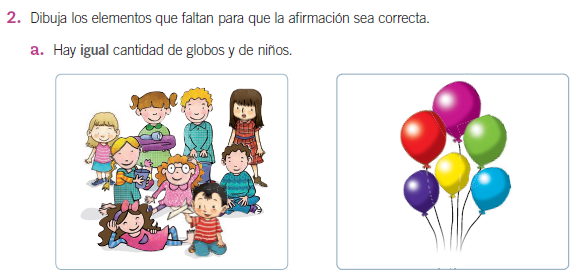 2. Dibuja los elementos que faltan para que la afirmación sea correcta.
a. Hay igual cantidad de globos y de niños.